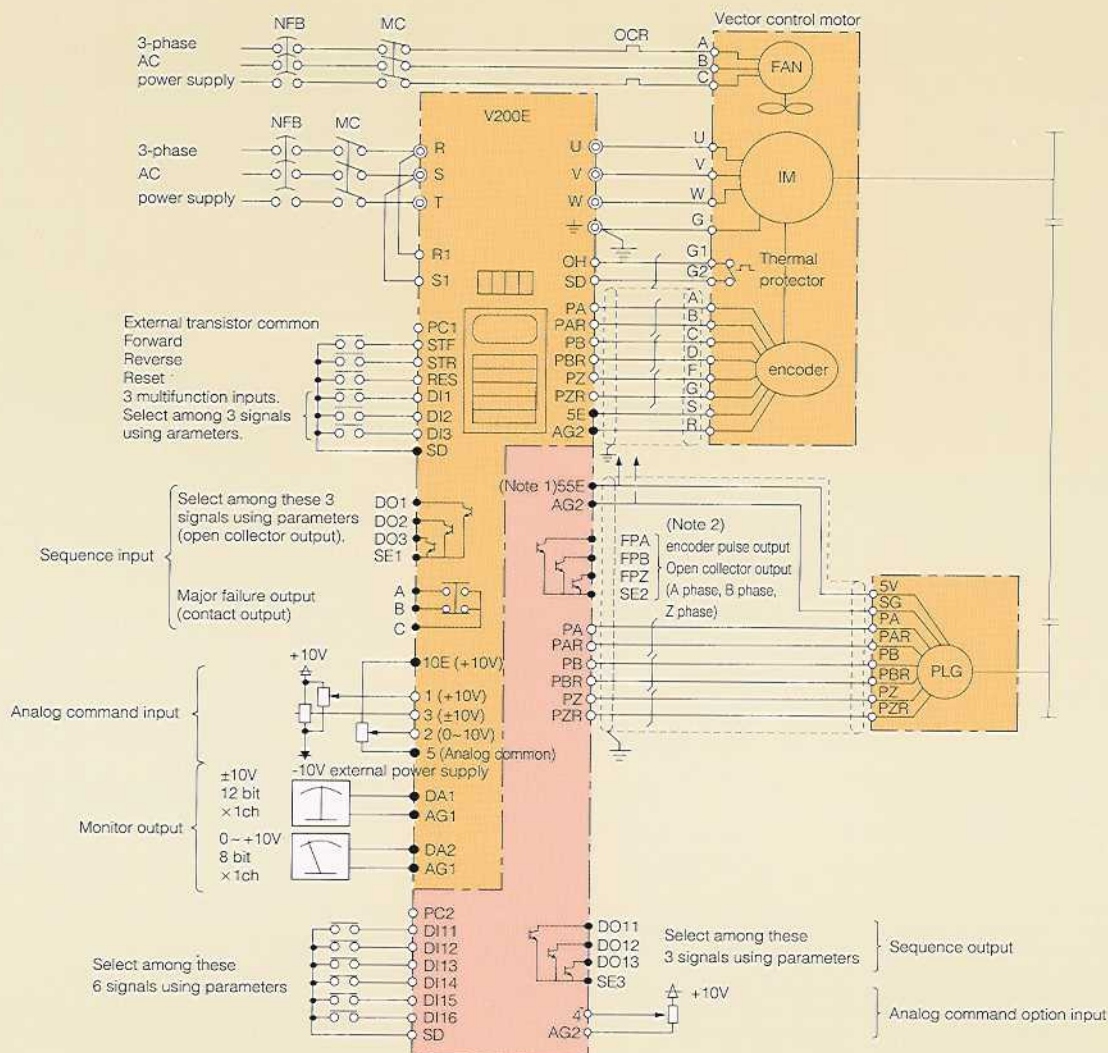 Vector control motor
NFB
MC
OCR
3-phase
AC
power supply
A
B
C
FAN
V200E
NFB
MC
3-phase
AC
power supply
R
S
T
R1
S1
U
V
W
U
V
W
G
IM
OH
SD
G1
G2
Thermal
protector
PA
PAR
PB
PBR
PZ
PZR
5E
AG2
A
B
C
D
F
G
S
R
encoder
External transistor common
Forward
Reverse
Reset
3 multifunction inputs.
Select among 3 signals
using arameters.
PC1
STF
STR
RES
DI1
DI2
DI3
SD
Sequence input
Select among these 3
signals using parameters
(open collector output).
DO1
DO2
DO3
SE1
Major failure output
(contact output)
A
B
C
(Note 1)55E
AG2
FPA
FPB
FPZ
SE2
(Note 2)
encoder pulse output
Open collector output
(A phase, B phase,
Z phase)
PA
PAR
PB
PBR
PZ
PZR
5V
SG
PA
PAR
PB
PBR
PZ
PZR
PLG
Analog command input
+10V
10E (+10V)
1 (+10V)
3 (±10V)
2 (0~10V)
5 (Analog common)
-10V external power supply
Monitor output
±10V
12 bit
×1ch
DA1
AG1
0~+10V
8 bit
×1ch
DA2
AG1
Select among these
6 signals using parameters
PC2
DI11
DI12
DI13
DI14
DI15
DI16
SD
DO11
DO12
DO13
SE3
Select among these
3 signals using parameters
Sequence output
4
AG2
+10V
Analog command option input